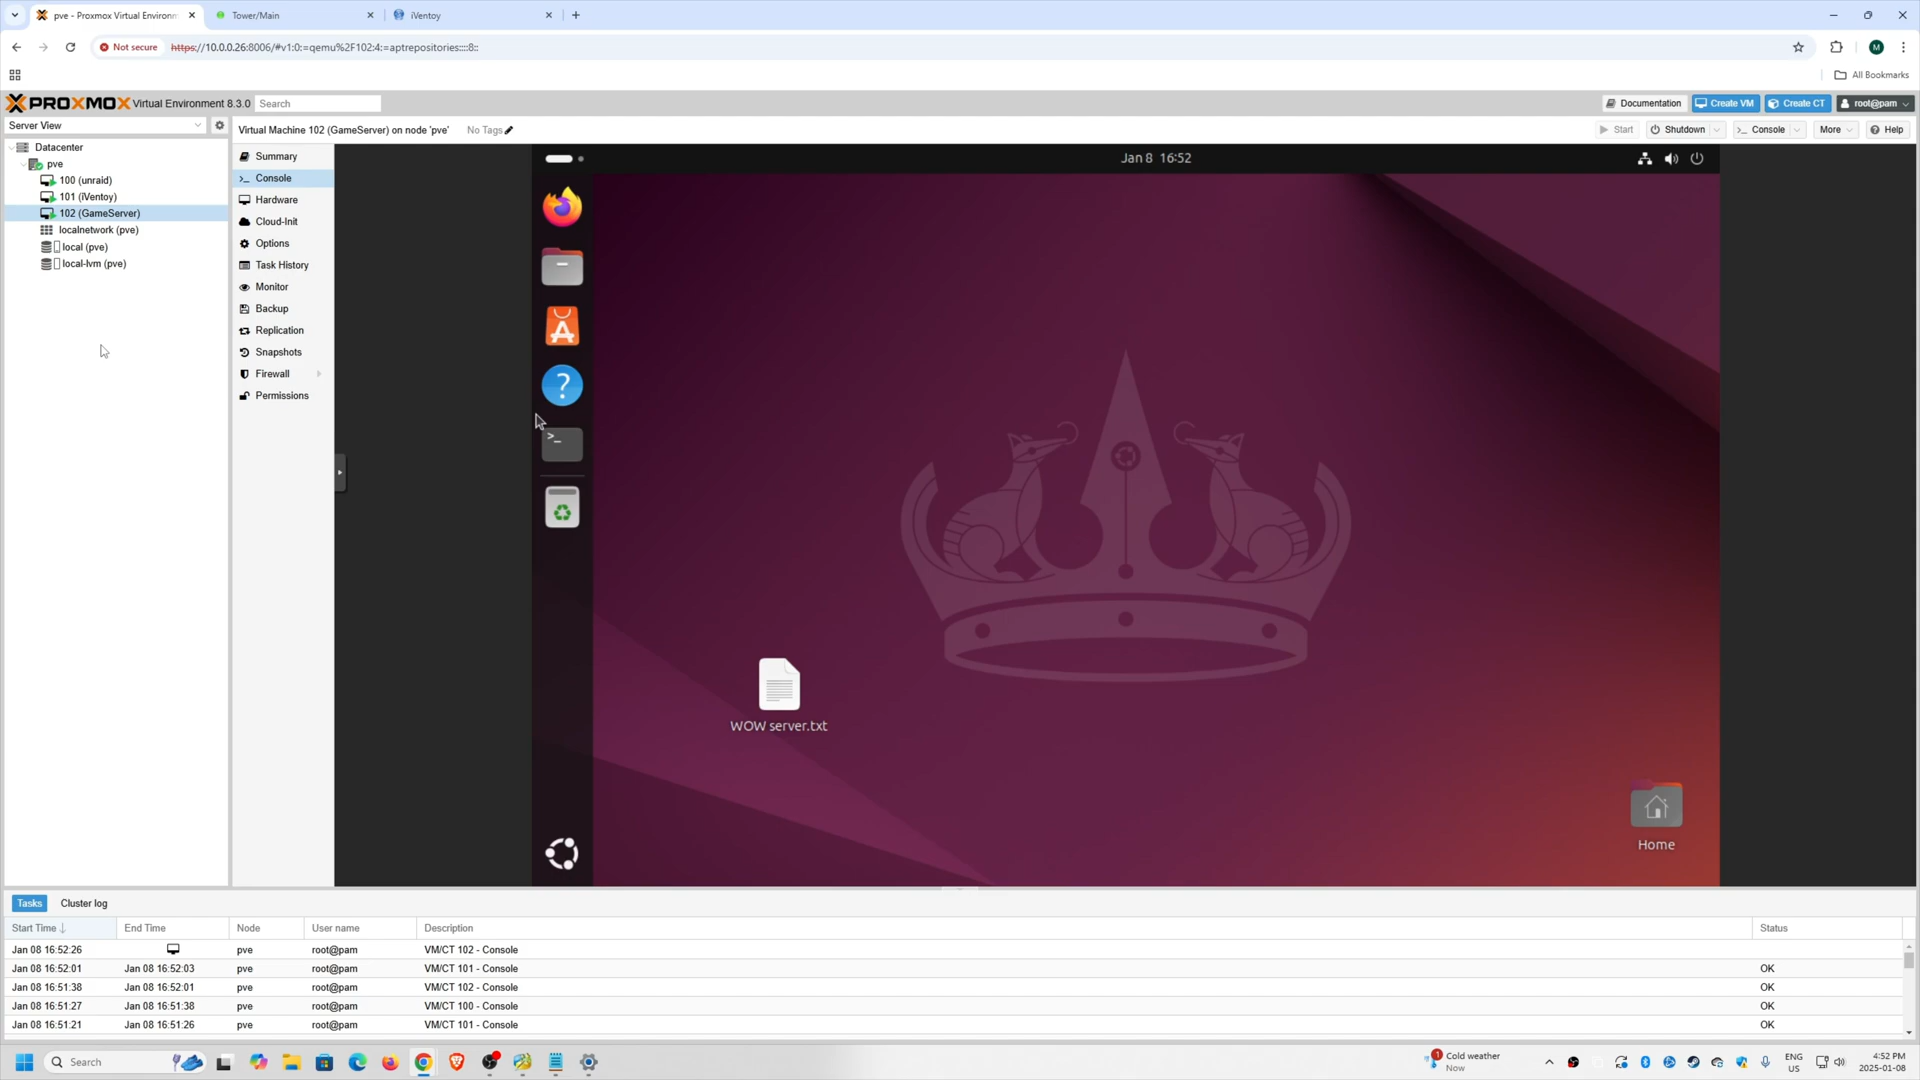 pve - Proxmox Virtual Environm
Tower/Main
iVentoy
Not secure
https://10.0.0.26:8006/#v1:0:=qemu%2F102:4:=aptrepositories::::8::
M
All Bookmarks
PROXMOX Virtual Environment 8.3.0
Search
Documentation
Create VM
Create CT
root@pam
Server View
Virtual Machine 102 (GameServer) on node 'pve'
No Tags
Start
Shutdown
Console
More
Help
Datacenter
pve
100 (unraid)
101 (iVentoy)
102 (GameServer)
localnetwork (pve)
local (pve)
local-lvm (pve)
Summary
Console
Hardware
Cloud-Init
Options
Task History
Monitor
Backup
Replication
Snapshots
Firewall
Permissions
Jan 8 16:52
WOW server.txt
Home
Tasks
Cluster log
Start Time
End Time
Node
User name
Description
Status
Jan 08 16:52:26 pve root@pam VM/CT 102 - Console
Jan 08 16:52:01 Jan 08 16:52:03 pve root@pam VM/CT 101 - Console OK
Jan 08 16:51:38 Jan 08 16:52:01 pve root@pam VM/CT 102 - Console OK
Jan 08 16:51:27 Jan 08 16:51:38 pve root@pam VM/CT 100 - Console OK
Jan 08 16:51:21 Jan 08 16:51:26 pve root@pam VM/CT 101 - Console OK
Search
1
Cold weather
Now
ENG
US
4:52 PM
2025-01-08